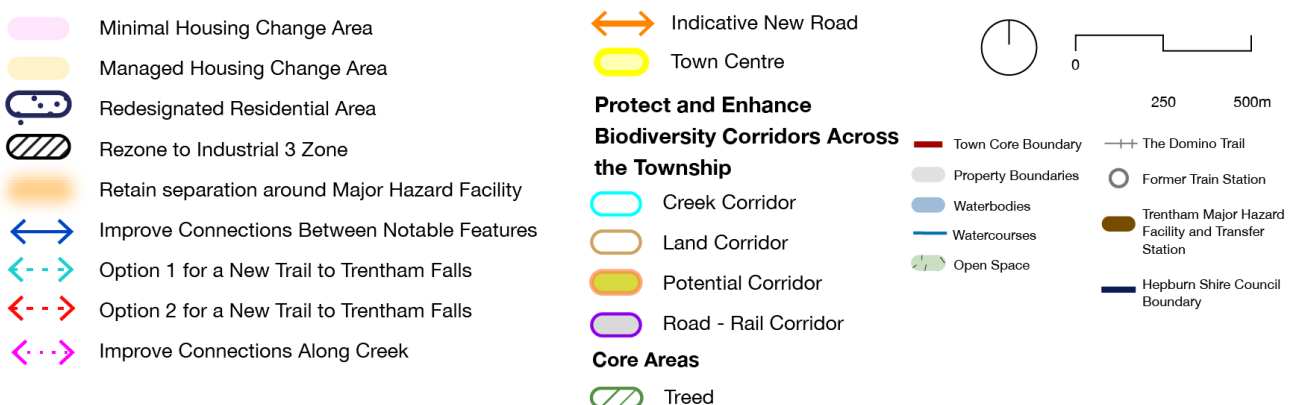 Minimal Housing Change Area
Managed Housing Change Area
Redesignated Residential Area
Rezone to Industrial 3 Zone
Retain separation around Major Hazard Facility
Improve Connections Between Notable Features
Option 1 for a New Trail to Trentham Falls
Option 2 for a New Trail to Trentham Falls
Improve Connections Along Creek
Indicative New Road
Town Centre
Protect and Enhance
Biodiversity Corridors Across
the Township
Creek Corridor
Land Corridor
Potential Corridor
Road - Rail Corridor
Core Areas
Treed
0
250
500m
Town Core Boundary
Property Boundaries
Waterbodies
Watercourses
Open Space
The Domino Trail
Former Train Station
Trentham Major Hazard
Facility and Transfer
Station
Hepburn Shire Council
Boundary